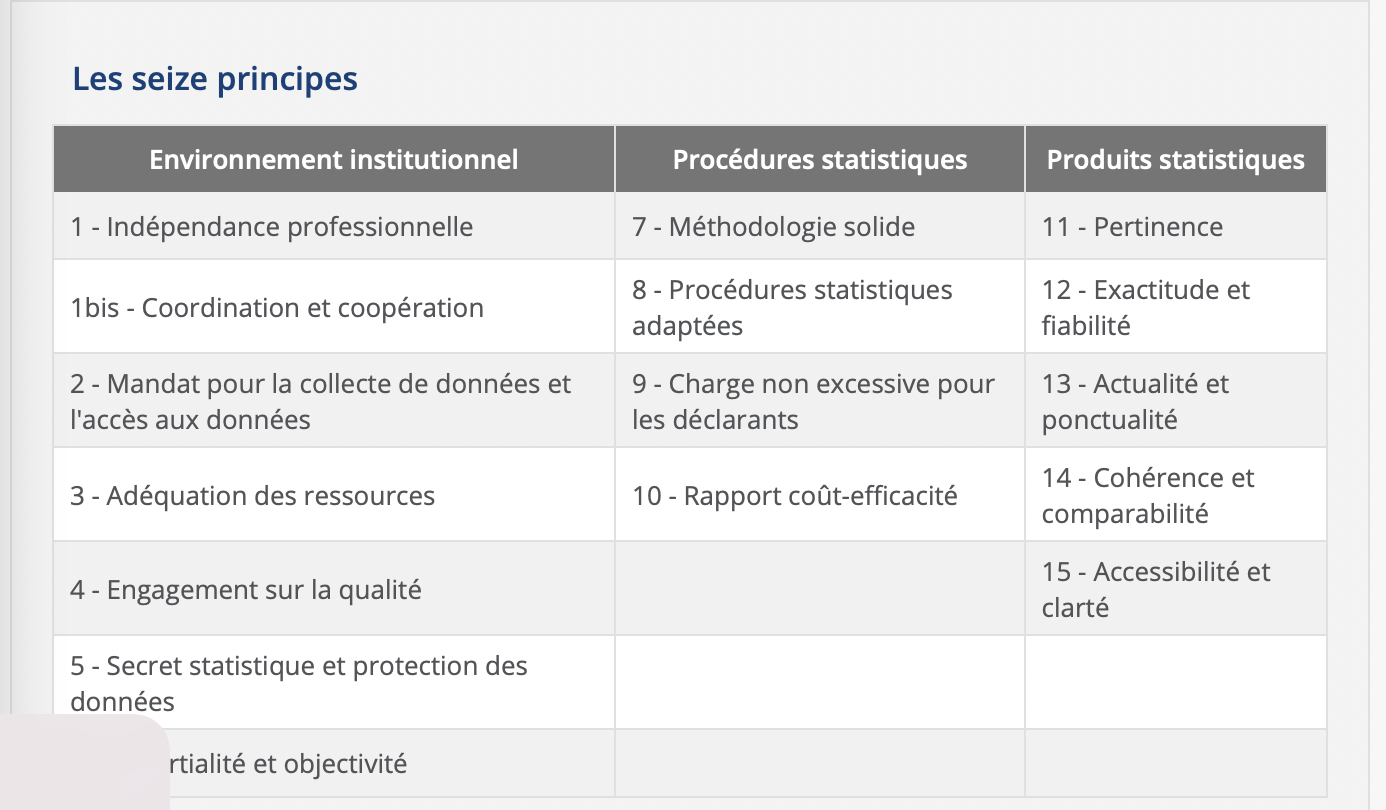 Les seize principes
Environnement institutionnel
Procédures statistiques
Produits statistiques
1 - Indépendance professionnelle
7 - Méthodologie solide
11 - Pertinence
1bis - Coordination et coopération
8 - Procédures statistiques
adaptées
12 - Exactitude et
fiabilité
2 - Mandat pour la collecte de données et
l'accès aux données
9 - Charge non excessive pour
les déclarants
13 - Actualité et
ponctualité
3 - Adéquation des ressources
10 - Rapport coût-efficacité
14 - Cohérence et
comparabilité
4 - Engagement sur la qualité
15 - Accessibilité et
clarté
5 - Secret statistique et protection des
données
et objectivité